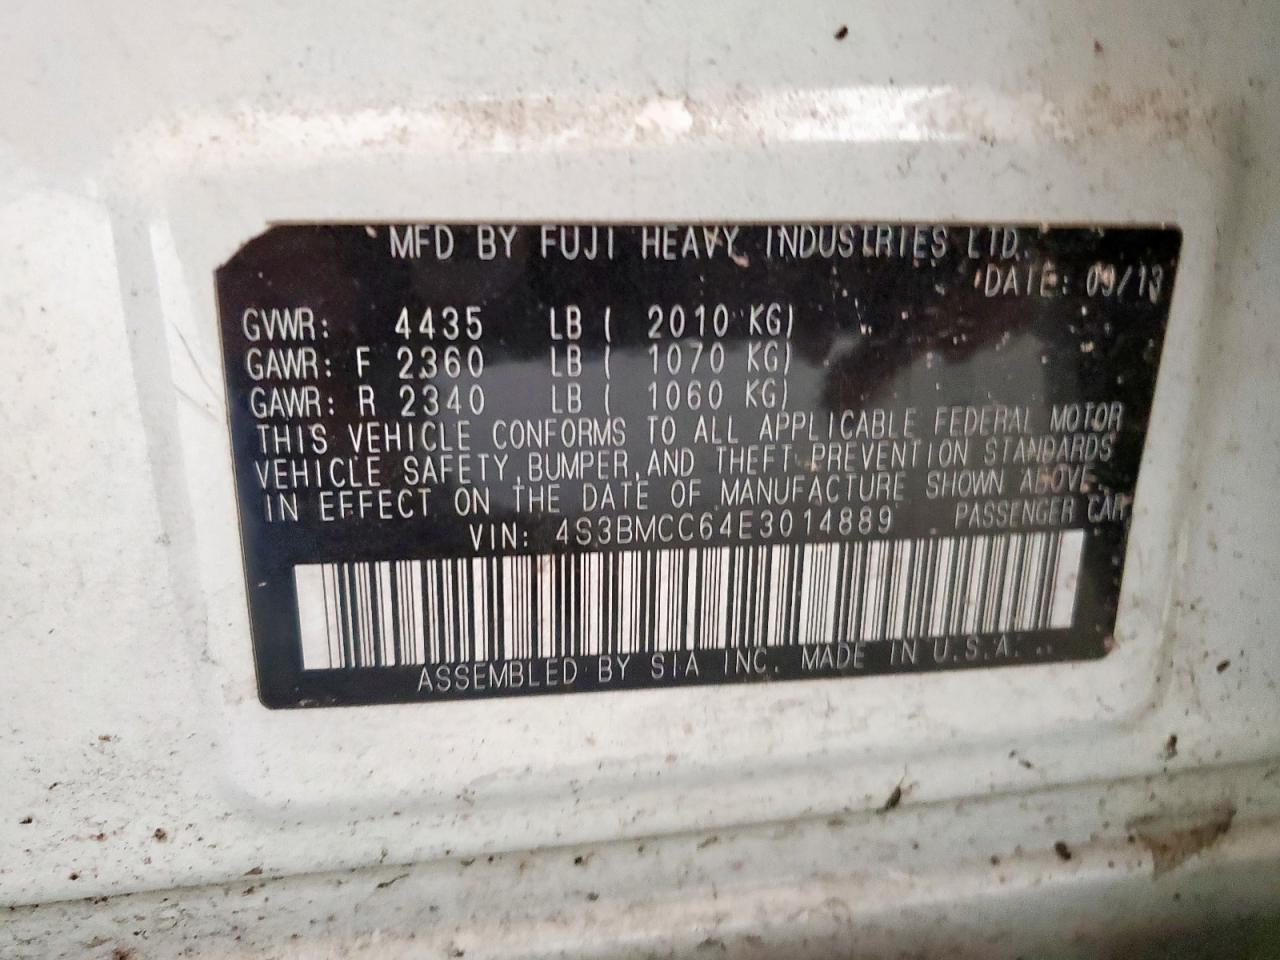 MFD BY FUJI HEAVY INDUSTRIES LTD.
DATE: 09/13
GVWR: 4435 LB ( 2010 KG)
GAWR: F 2360 LB ( 1070 KG)
GAWR: R 2340 LB ( 1060 KG)
THIS VEHICLE CONFORMS TO ALL APPLICABLE FEDERAL MOTOR
VEHICLE SAFETY,BUMPER,AND THEFT PREVENTION STANDARDS
IN EFFECT ON THE DATE OF MANUFACTURE SHOWN ABOVE.
VIN: 4S3BMCC64E3014889 PASSENGER CAR
ASSEMBLED BY SIA INC. MADE IN U.S.A.